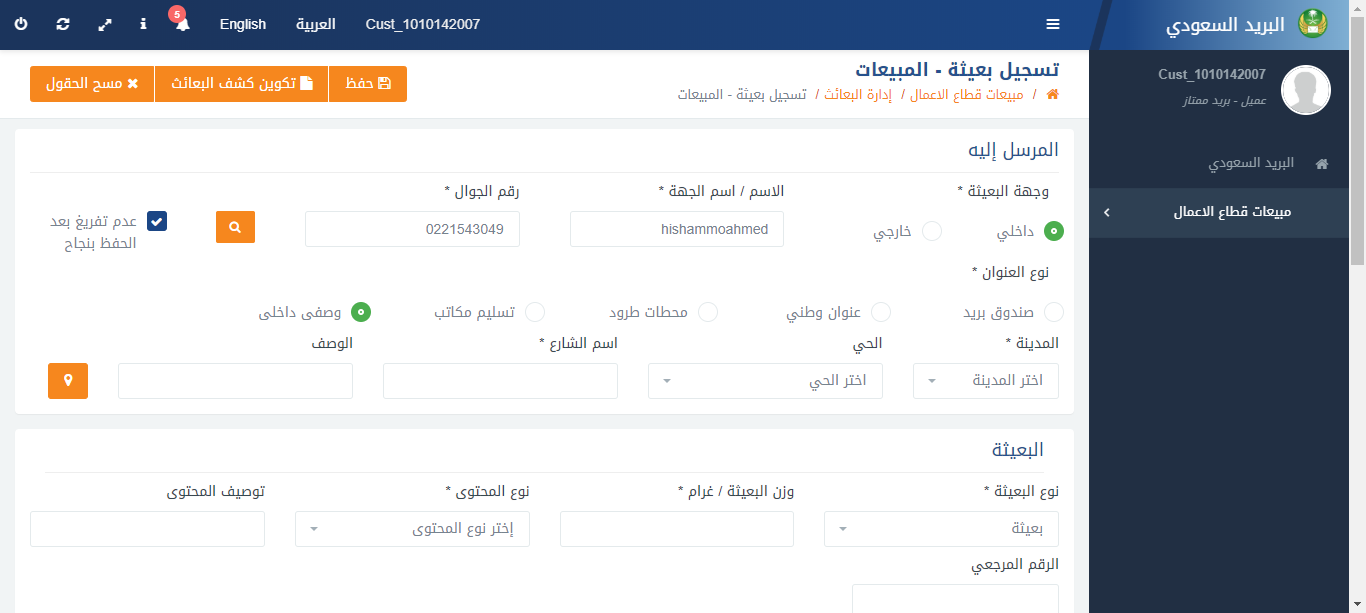 البريد السعودي
Cust_1010142007
العربية
English
5
Cust_1010142007
عميل - بريد ممتاز
البريد السعودي
مبيعات قطاع الاعمال
تسجيل بعيثة - المبيعات
/ مبيعات قطاع الاعمال / إدارة البعائث / تسجيل بعيثة - المبيعات
حفظ
تكوين كشف البعائث
مسح الحقول
المرسل إليه
وجهة البعيثة *
الاسم / اسم الجهة *
رقم الجوال *
داخلي
خارجي
hishammoahmed
0221543049
عدم تفريغ بعد
الحفظ بنجاح
نوع العنوان *
صندوق بريد
عنوان وطني
محطات طرود
تسليم مكاتب
وصفى داخلى
المدينة *
الحي
اسم الشارع *
الوصف
اختر المدينة
اختر الحي
البعيثة
نوع البعيثة *
وزن البعيثة / غرام *
نوع المحتوى *
توصيف المحتوى
بعيثة
إختر نوع المحتوى
الرقم المرجعي